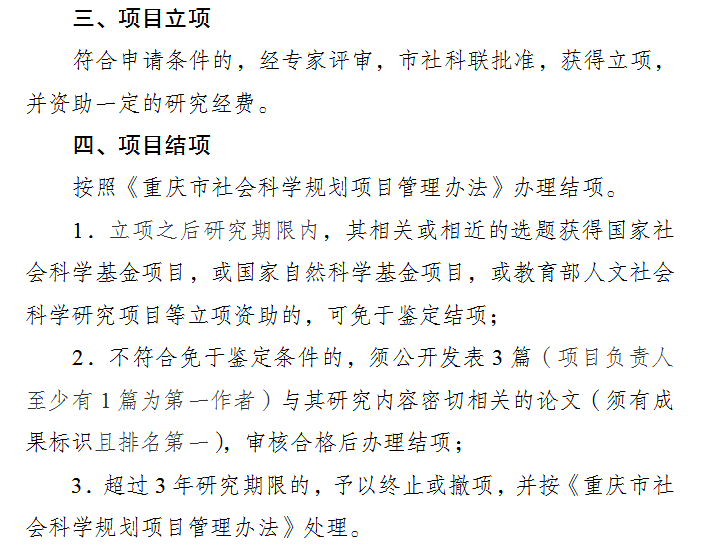 三、项目立项
符合申请条件的，经专家评审，市社科联批准，获得立项，
并资助一定的研究经费。
四、项目结项
按照《重庆市社会科学规划项目管理办法》办理结项。
1．立项之后研究期限内，其相关或相近的选题获得国家社
会科学基金项目，或国家自然科学基金项目，或教育部人文社会
科学研究项目等立项资助的，可免于鉴定结项；
2．不符合免于鉴定条件的，须公开发表 3 篇（项目负责人
至少有 1 篇为第一作者）与其研究内容密切相关的论文（须有成
果标识且排名第一），审核合格后办理结项；
3．超过 3 年研究期限的，予以终止或撤项，并按《重庆市社
会科学规划项目管理办法》处理。